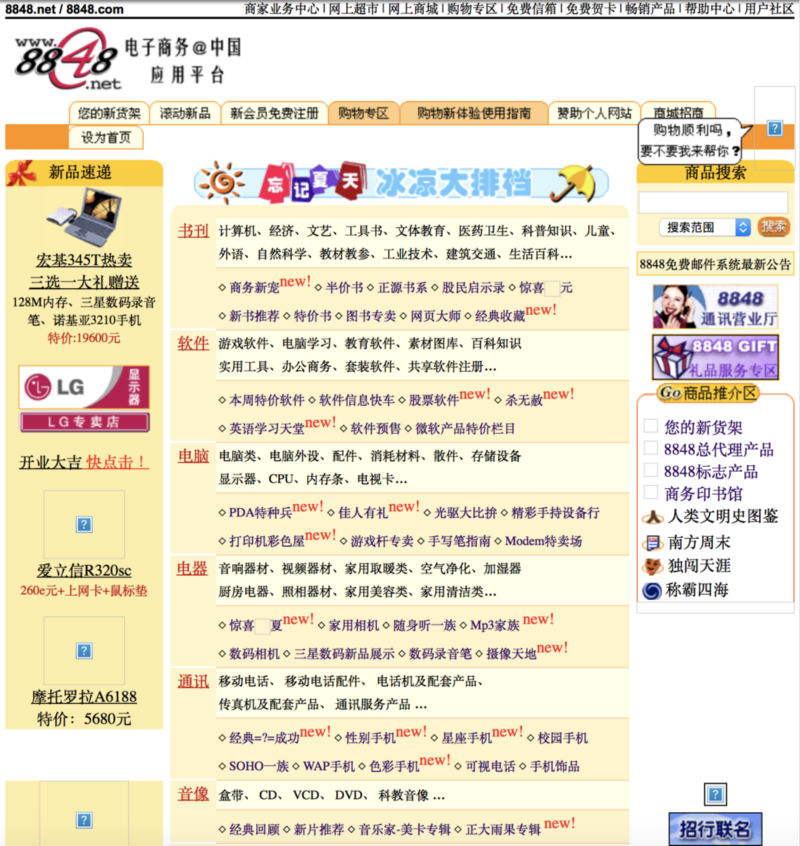 8848.net / 8848.com
商家业务中心 | 网上超市 | 网上商城 | 购物专区 | 免费信箱 | 免费贺卡 | 畅销产品 | 帮助中心 | 用户社区
www.8848.net
电子商务@中国
应用平台
您的新货架
滚动新品
新会员免费注册
购物专区
购物新体验使用指南
赞助个人网站
商城招商
设为首页
购物顺利吗，
要不要我来帮你？
新品速递
宏基345T热卖
三选一大礼赠送
128M内存、三星数码录音
笔、诺基亚3210手机
特价:19600元
LG
显示器
LG专卖店
开业大吉 快点击！
爱立信R320sc
260e元+上网卡+鼠标垫
摩托罗拉A6188
特价：5680元
忘记夏天 冰凉大排档
书刊
计算机、经济、文艺、工具书、文体教育、医药卫生、科普知识、儿童、
外语、自然科学、教材教参、工业技术、建筑交通、生活百科...
◇ 商务新宠new! ◇ 半价书 ◇ 正源书系 ◇ 股民启示录 ◇ 惊喜 元
◇ 新书推荐 ◇ 特价书 ◇ 图书专卖 ◇ 网页大师 ◇ 经典收藏new!
软件
游戏软件、电脑学习、教育软件、素材图库、百科知识
实用工具、办公商务、套装软件、共享软件注册...
◇ 本周特价软件 ◇ 软件信息快车 ◇ 股票软件new! ◇ 杀无赦new!
◇ 英语学习天堂new! ◇ 软件预售 ◇ 微软产品特价栏目
电脑
电脑类、电脑外设、配件、消耗材料、散件、存储设备
显示器、CPU、内存条、电视卡...
◇ PDA特种兵new! ◇ 佳人有礼new! ◇ 光驱大比拚 ◇ 精彩手持设备行
◇ 打印机彩色屋new! ◇ 游戏杆专卖 ◇ 手写笔指南 ◇ Modem特卖场
电器
音响器材、视频器材、家用取暖类、空气净化、加湿器
厨房电器、照相器材、家用美容类、家用清洁类...
◇ 惊喜 夏new! ◇ 家用相机 ◇ 随身听一族 ◇ Mp3家族 new!
◇ 数码相机 ◇ 三星数码新品展示 ◇ 数码录音笔 ◇ 摄像天地new!
通讯
移动电话、 移动电话配件、 电话机及配套产品、
传真机及配套产品、 通讯服务产品 ...
◇ 经典=?=成功new! ◇ 性别手机new! ◇ 星座手机new! ◇ 校园手机
◇ SOHO一族 ◇ WAP手机 ◇ 色彩手机new! ◇ 可视电话 ◇ 手机饰品
音像
盒带、 CD、 VCD、 DVD、 科教音像 ...
◇ 经典回顾 ◇ 新片推荐 ◇ 音乐家-美卡专辑 ◇ 正大雨果专辑 new!
商品搜索
搜索范围
搜索
8848免费邮件系统最新公告
8848
通讯营业厅
8848 GIFT
礼品服务专区
Go 商品推介区
您的新货架
8848总代理产品
8848标志产品
商务印书馆
人类文明史图鉴
南方周末
独闯天涯
称霸四海
招行联名